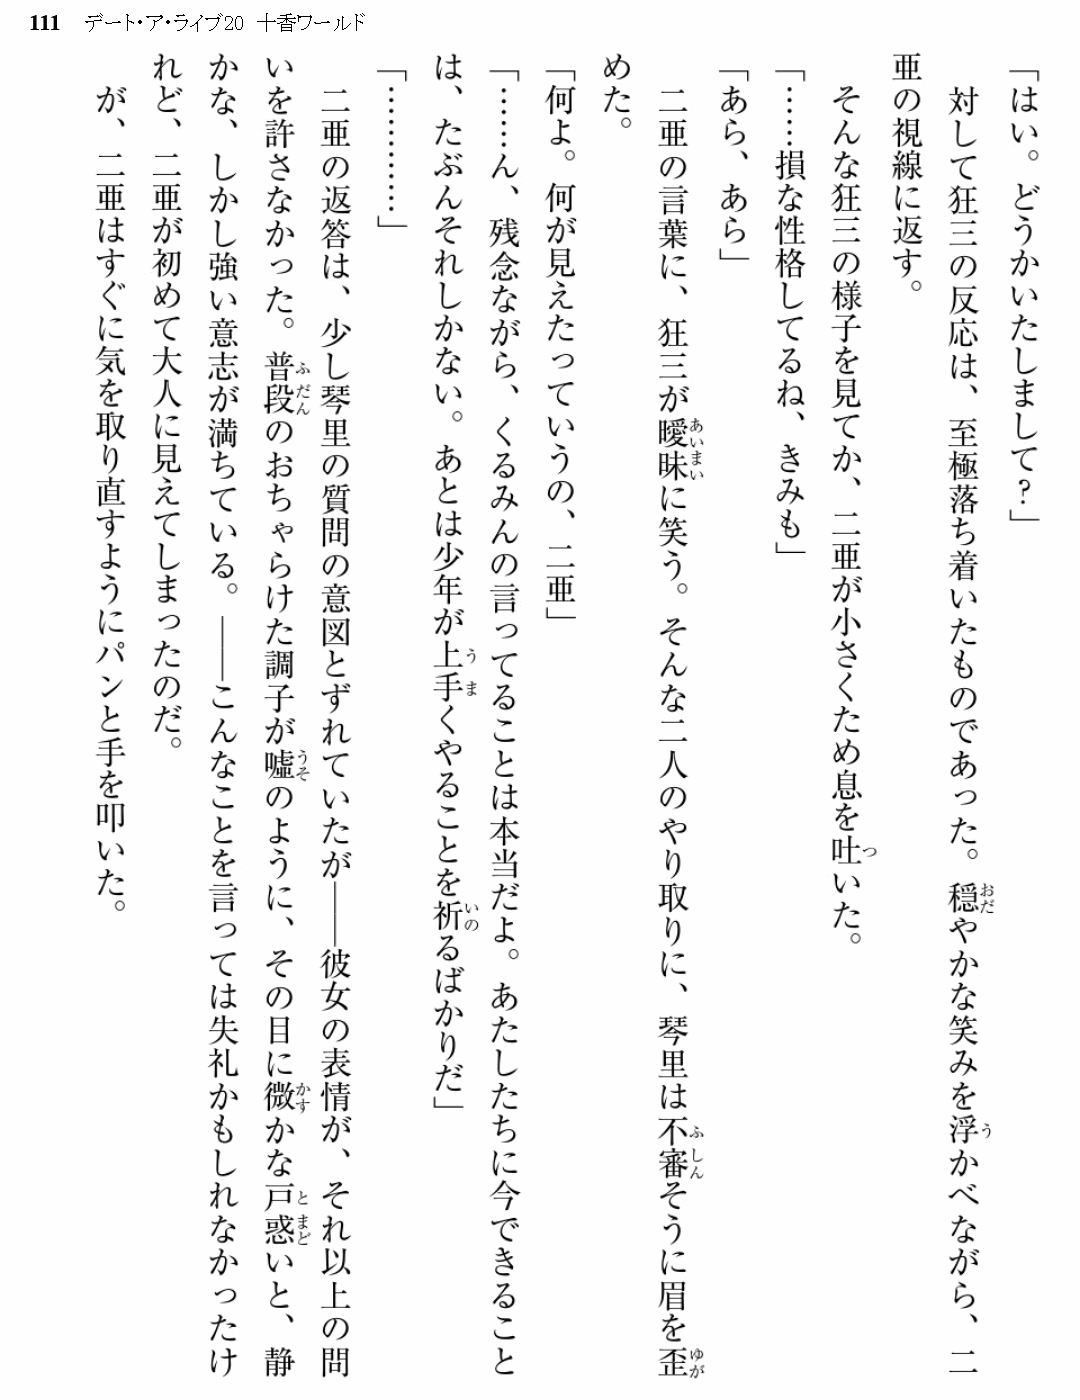 111 デート・ア・ライブ20 十香ワールド
「はい。どうかいたしまして?」
対して狂三の反応は、至極落ち着いたものであった。穏やかな笑みを浮かべながら、二
亜の視線に返す。
そんな狂三の様子を見てか、二亜が小さくため息を吐いた。
「……損な性格してるね、きみも」
「あら、あら」
二亜の言葉に、狂三が曖昧に笑う。そんな二人のやり取りに、琴里は不審そうに眉を歪
めた。
「何よ。何が見えたっていうの、二亜」
「……ん、残念ながら、くるみんの言ってることは本当だよ。あたしたちに今できること
は、たぶんそれしかない。あとは少年が上手くやることを祈るばかりだ」
「…………」
二亜の返答は、少し琴里の質問の意図とずれていたが――彼女の表情が、それ以上の問
いを許さなかった。普段のおちゃらけた調子が嘘のように、その目に微かな戸惑いと、静
かな、しかし強い意志が満ちている。――こんなことを言っては失礼かもしれなかったけ
れど、二亜が初めて大人に見えてしまったのだ。
が、二亜はすぐに気を取り直すようにパンと手を叩いた。